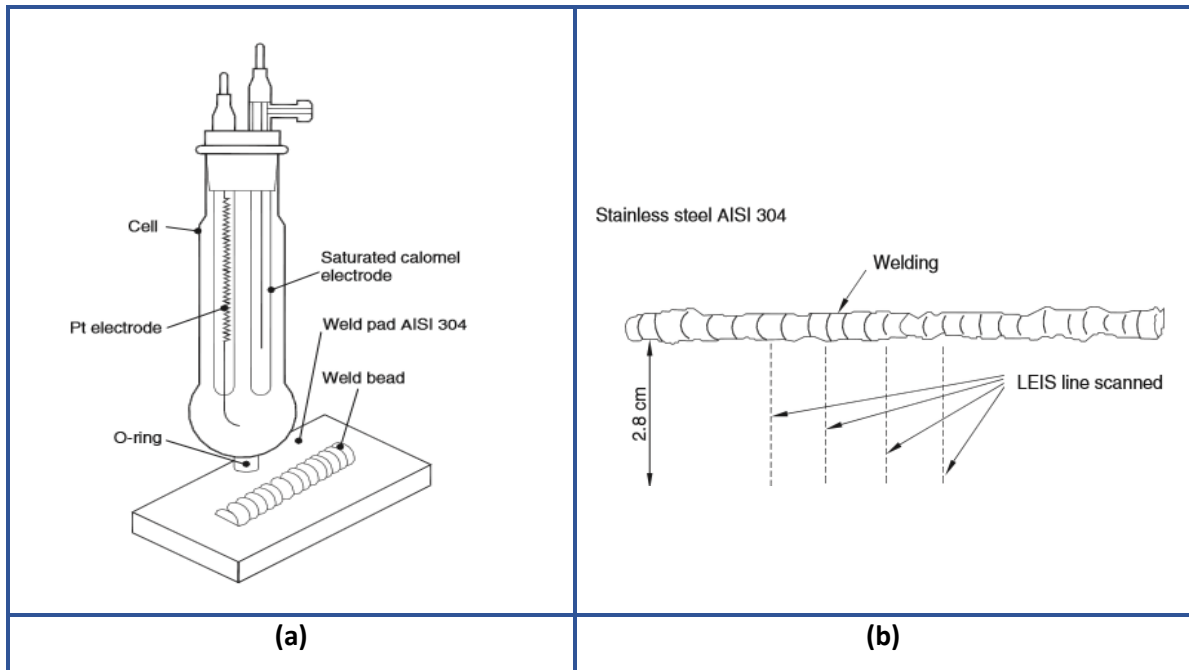 Cell
Saturated calomel
electrode
Pt electrode
Weld pad AISI 304
Weld bead
O-ring
(a)
Stainless steel AISI 304
Welding
LEIS line scanned
2.8 cm
(b)